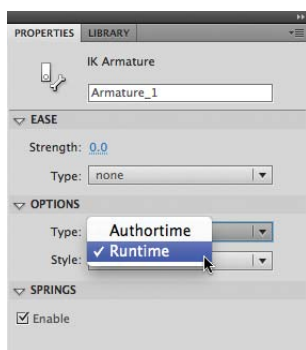 PROPERTIES LIBRARY
IK Armature
Armature_1
EASE
Strength: 0.0
Type: none
OPTIONS
Type: Authortime
✓ Runtime
Style:
SPRINGS
Enable